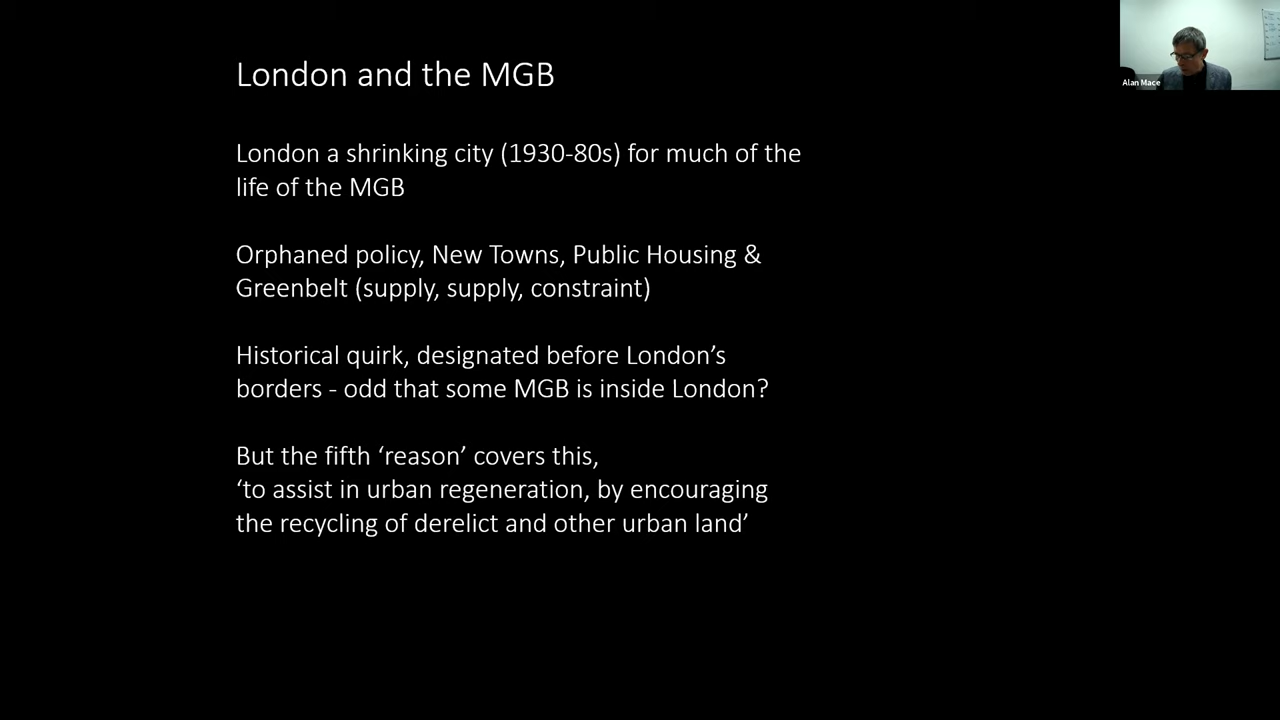 London and the MGB
Alan Mace
London a shrinking city (1930-80s) for much of the
life of the MGB
Orphaned policy, New Towns, Public Housing &
Greenbelt (supply, supply, constraint)
Historical quirk, designated before London’s
borders - odd that some MGB is inside London?
But the fifth ‘reason’ covers this,
‘to assist in urban regeneration, by encouraging
the recycling of derelict and other urban land’